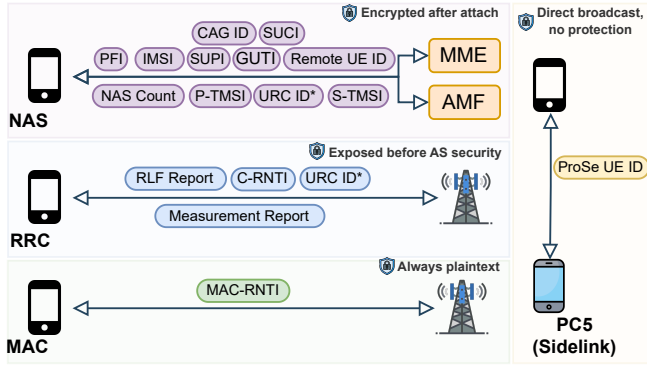 Encrypted after attach
CAG ID SUCI
PFI IMSI SUPI GUTI Remote UE ID
MME
NAS Count P-TMSI URC ID* S-TMSI
AMF
NAS
Exposed before AS security
RLF Report C-RNTI URC ID*
Measurement Report
RRC
Always plaintext
MAC-RNTI
MAC
Direct broadcast,
no protection
ProSe UE ID
PC5
(Sidelink)